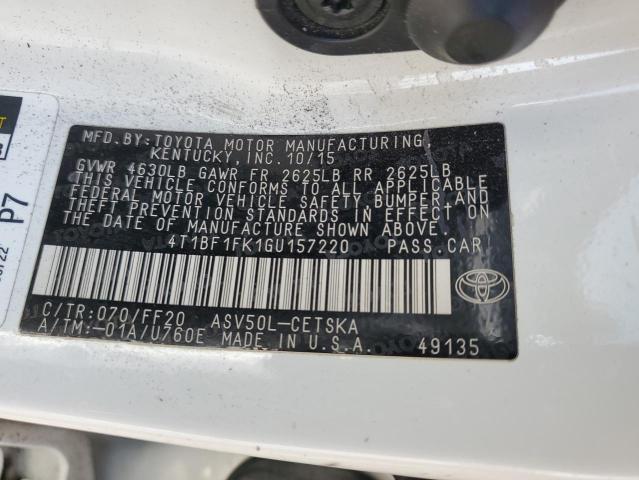 MFD.BY:TOYOTA MOTOR MANUFACTURING,
KENTUCKY,INC.10/15
GVWR 4630LB GAWR FR 2625LB RR 2625LB
THIS VEHICLE CONFORMS TO ALL APPLICABLE
FEDERAL MOTOR VEHICLE SAFETY,BUMPER,AND
THEFT PREVENTION STANDARDS IN EFFECT ON
THE DATE OF MANUFACTURE SHOWN ABOVE.
4T1BF1FK1GU157220 PASS.CAR
C/TR:070/FF20 ASV50L-CETSKA
A/TM:-01A/U760E MADE IN U.S.A. 49135
P7